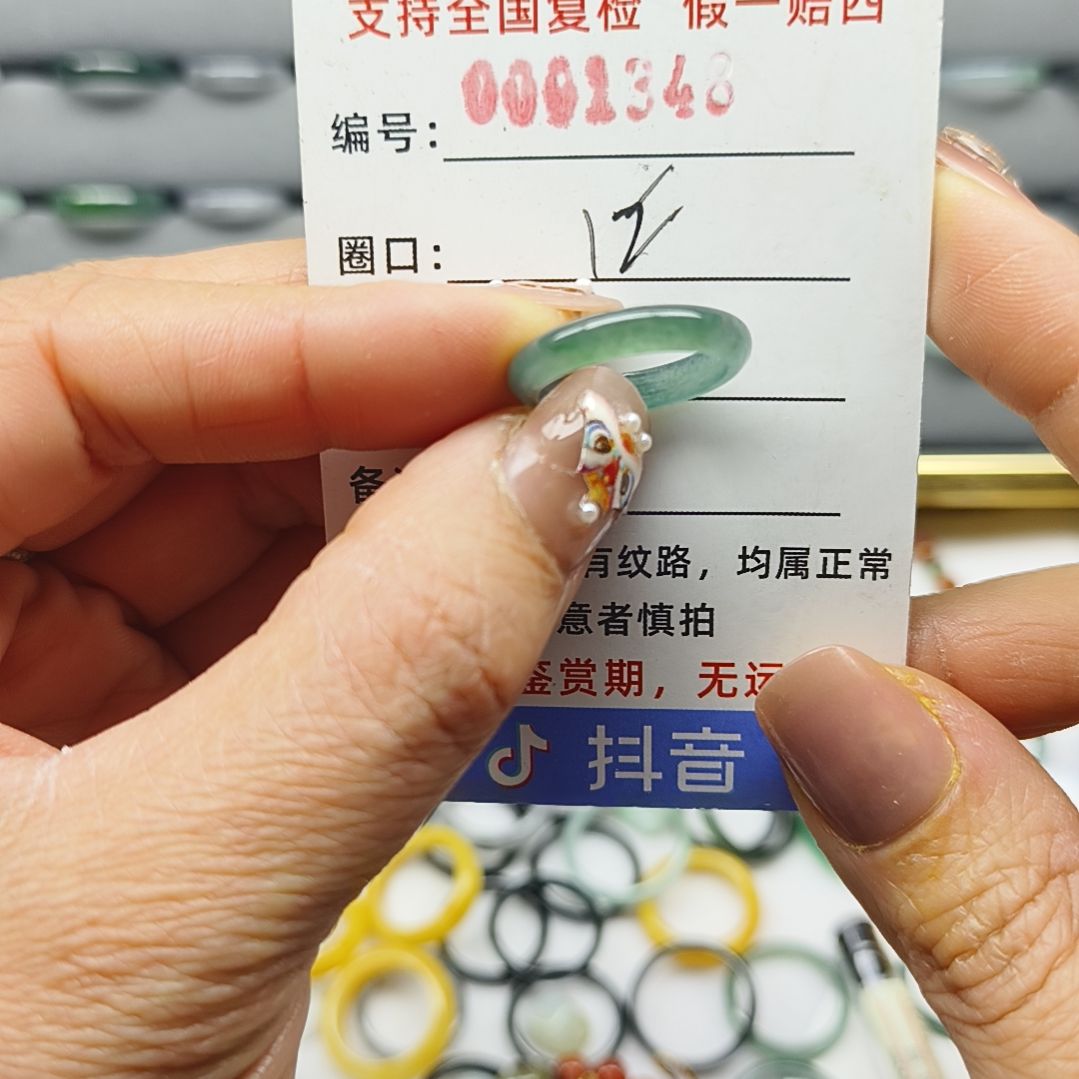 支持全国复检 假一赔四
编号： 0001348
圈口：
备
有纹路，均属正常
意者慎拍
鉴赏期，无运
抖音